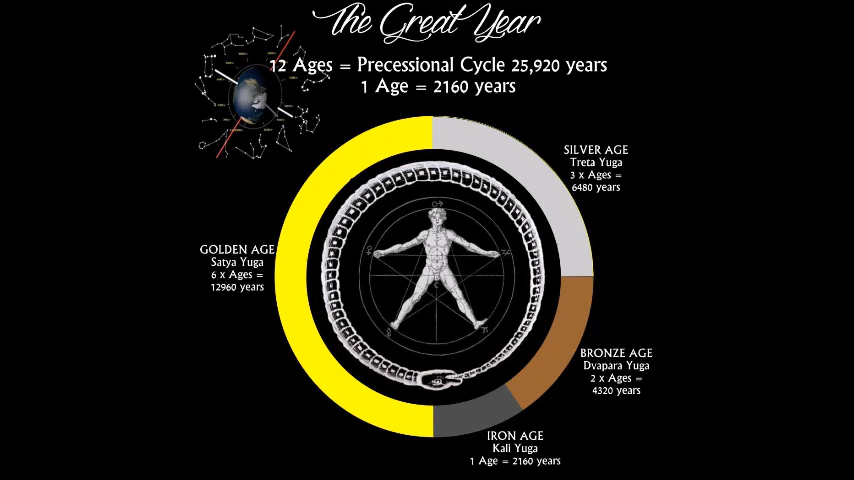 The Great Year
12 Ages = Precessional Cycle 25,920 years
1 Age = 2160 years
SILVER AGE
Treta Yuga
3 x Ages =
6480 years
GOLDEN AGE
Satya Yuga
6 x Ages =
12960 years
BRONZE AGE
Dvapara Yuga
2 x Ages =
4320 years
IRON AGE
Kali Yuga
1 Age = 2160 years